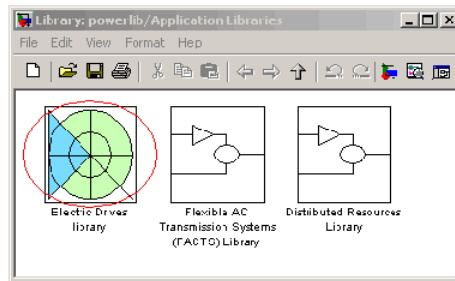 Library: powerlib/Application Libraries
File Edit View Format Help
Electric Drives library
Flexible AC Transmission Systems (FACTS) Library
Distributed Resources Library